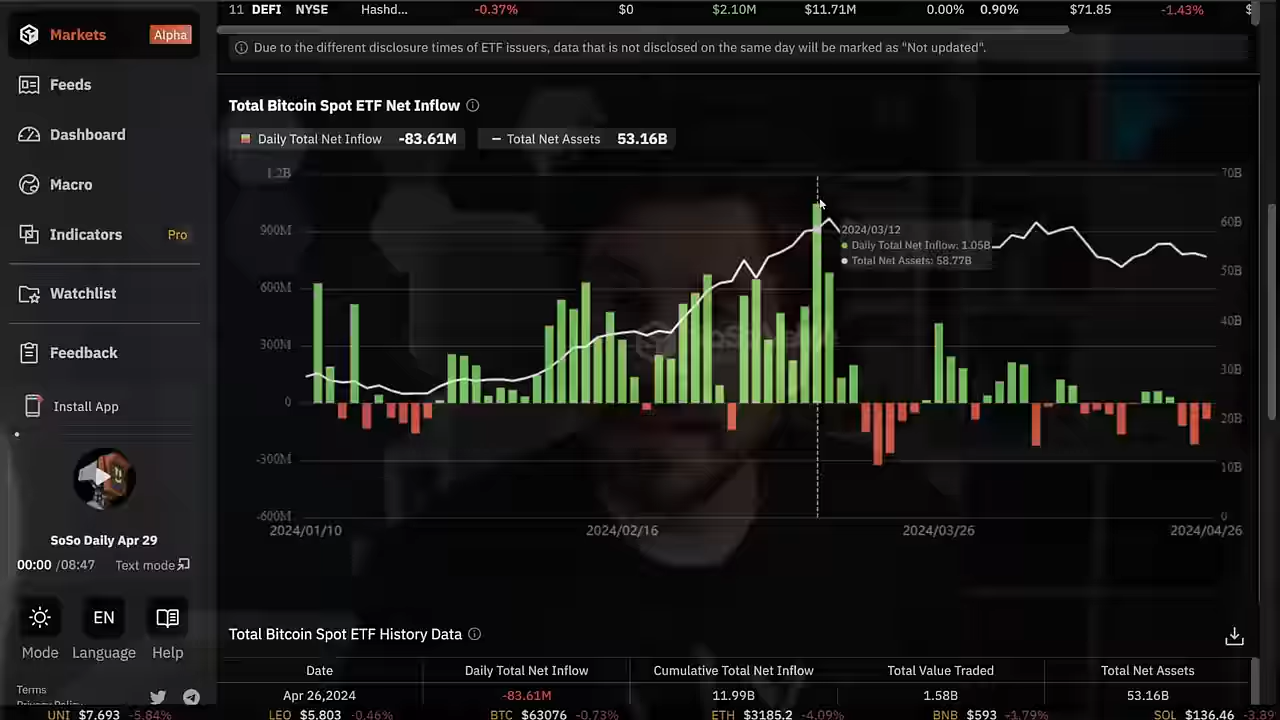 11 DEFI NYSE Hashd... -0.37% $0 $2.10M $11.71M 0.00% 0.90% $71.85 -1.43% $
Markets Alpha
Due to the different disclosure times of ETF issuers, data that is not disclosed on the same day will be marked as "Not updated".
Feeds
Total Bitcoin Spot ETF Net Inflow
Dashboard
Daily Total Net Inflow -83.61M Total Net Assets 53.16B
Macro
Indicators Pro
Watchlist
Feedback
Install App
1.2B 70B
900M 60B
600M 50B
300M 40B
0 30B
-300M 20B
-600M 10B
0
2024/03/12
Daily Total Net Inflow: 1.05B
Total Net Assets: 58.77B
2024/01/10 2024/02/16 2024/03/26 2024/04/26
SoSo Daily Apr 29
00:00 /08:47 Text mode
EN
Mode Language Help
Terms
Privacy Policy
Total Bitcoin Spot ETF History Data
Date Daily Total Net Inflow Cumulative Total Net Inflow Total Value Traded Total Net Assets
Apr 26,2024 -83.61M 11.99B 1.58B 53.16B
UNI $7.693 -5.84% LEO $5.803 -0.46% BTC $63076 -0.73% ETH $3185.2 -4.09% BNB $593 -1.79% SOL $136.46